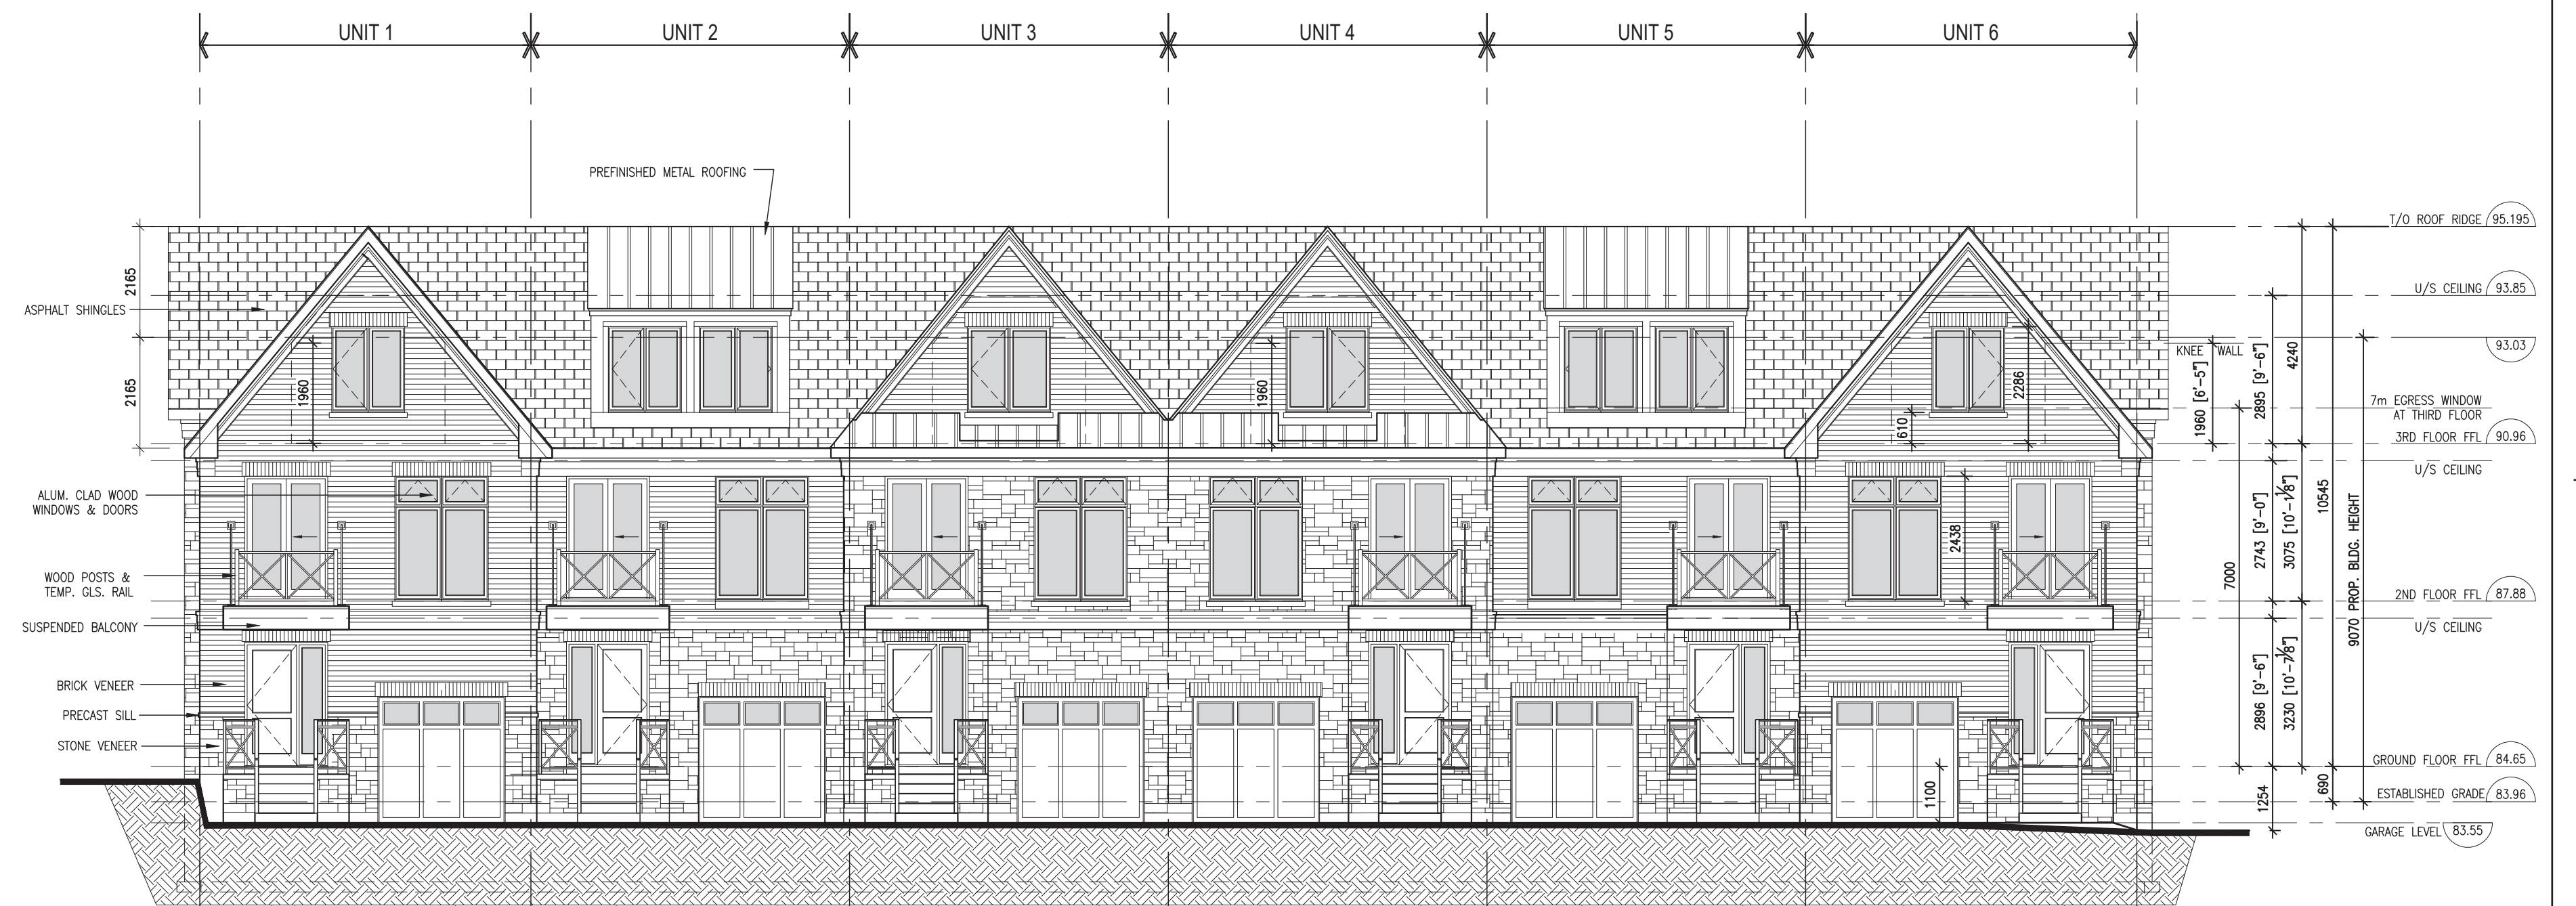 UNIT 1
UNIT 2
UNIT 3
UNIT 4
UNIT 5
UNIT 6
PREFINISHED METAL ROOFING
ASPHALT SHINGLES
ALUM. CLAD WOOD
WINDOWS & DOORS
WOOD POSTS &
TEMP. GLS. RAIL
SUSPENDED BALCONY
BRICK VENEER
PRECAST SILL
STONE VENEER
2165
2165
1960
1960
2286
610
2438
1100
KNEE WALL
1960 [6'-5"]
7000
2895 [9'-6"]
2743 [9'-0"]
2896 [9'-6"]
1254
4240
3075 [10'-1/8"]
3230 [10'-7/8"]
10545
690
9070 PROP. BLDG. HEIGHT
T/O ROOF RIDGE 95.195
U/S CEILING 93.85
93.03
7m EGRESS WINDOW
AT THIRD FLOOR
3RD FLOOR FFL 90.96
U/S CEILING
2ND FLOOR FFL 87.88
U/S CEILING
GROUND FLOOR FFL 84.65
ESTABLISHED GRADE 83.96
GARAGE LEVEL 83.55